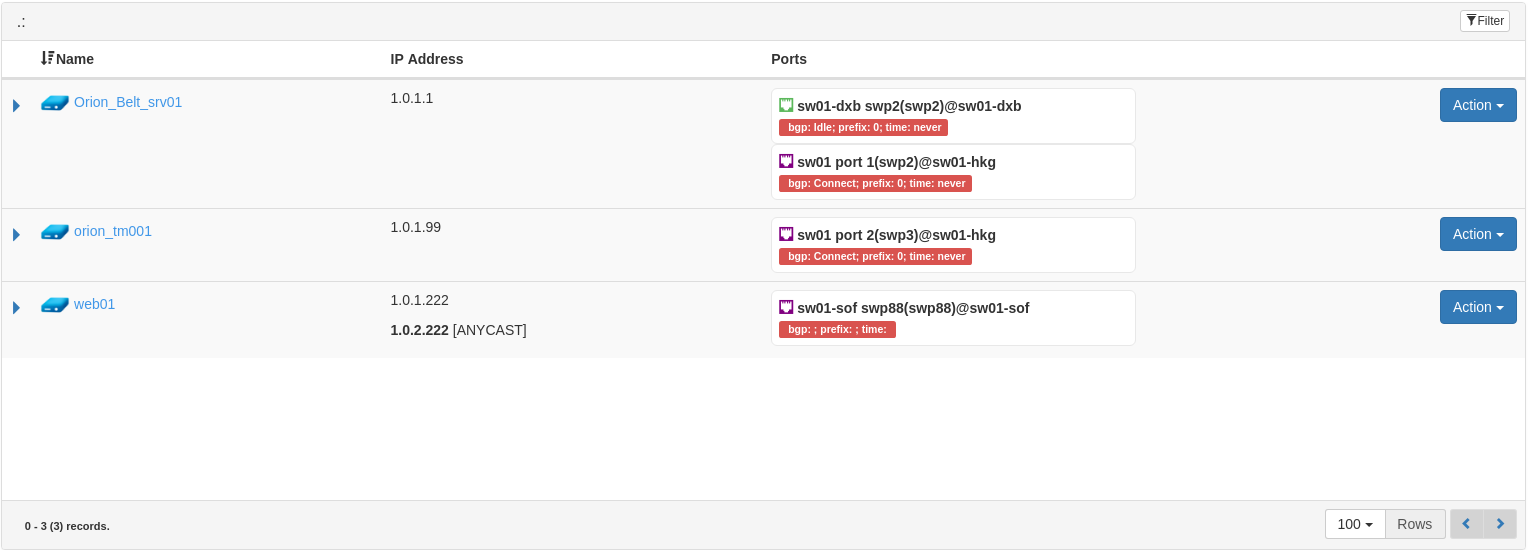 .:
Filter
Name IP Address Ports
Orion_Belt_srv01 1.0.1.1 sw01-dxb swp2(swp2)@sw01-dxb Action
bgp: Idle; prefix: 0; time: never
sw01 port 1(swp2)@sw01-hkg
bgp: Connect; prefix: 0; time: never
orion_tm001 1.0.1.99 sw01 port 2(swp3)@sw01-hkg Action
bgp: Connect; prefix: 0; time: never
web01 1.0.1.222 sw01-sof swp88(swp88)@sw01-sof Action
1.0.2.222 [ANYCAST] bgp: ; prefix: ; time:
0 - 3 (3) records. 100 Rows